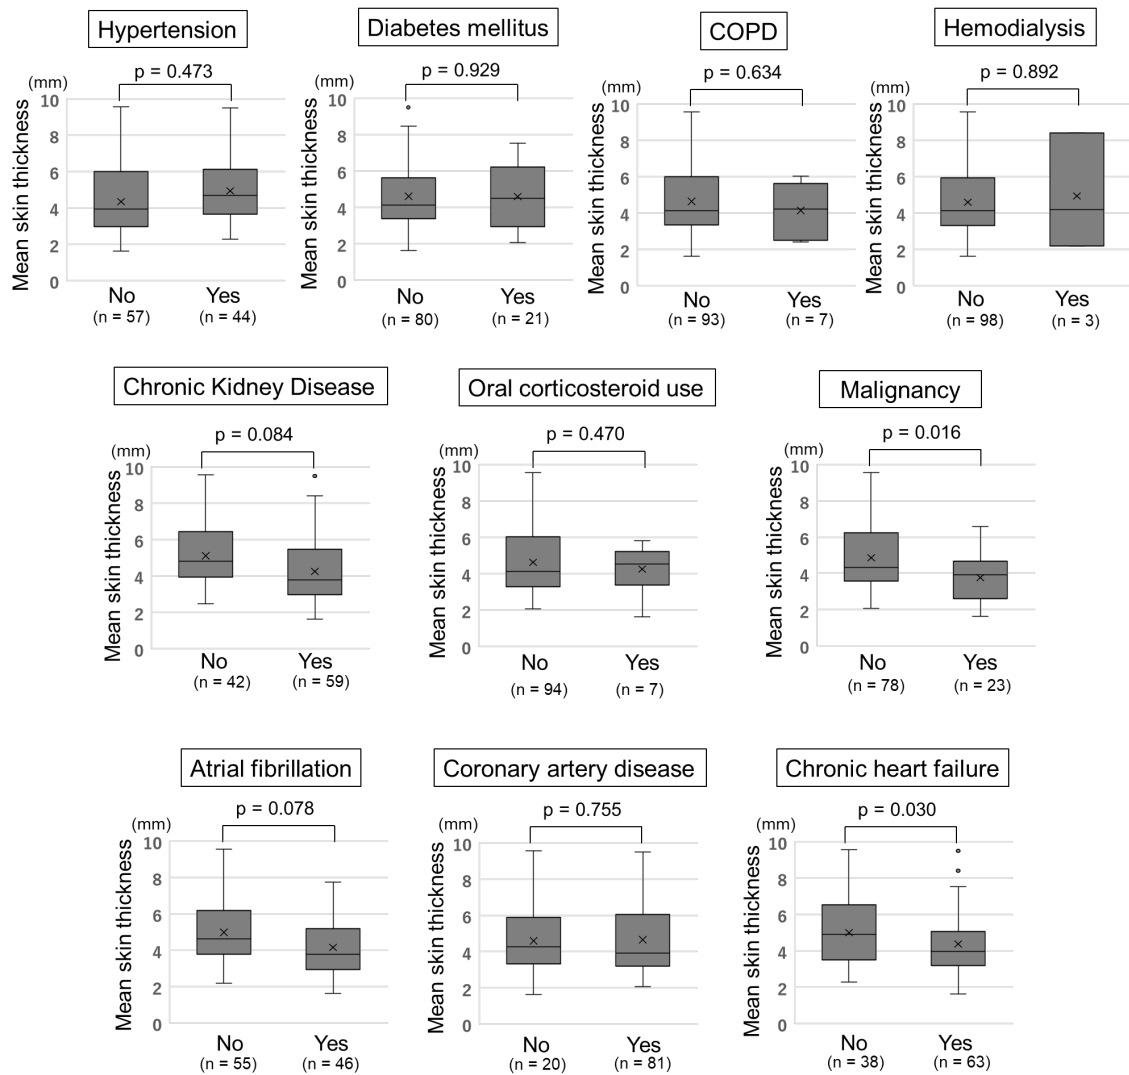 Hypertension
p = 0.473
(mm)
Mean skin thickness
10
8
6
4
2
0
No
Yes
(n = 57)
(n = 44)
Diabetes mellitus
p = 0.929
(mm)
Mean skin thickness
10
8
6
4
2
0
No
Yes
(n = 80)
(n = 21)
COPD
p = 0.634
(mm)
Mean skin thickness
10
8
6
4
2
0
No
Yes
(n = 93)
(n = 7)
Hemodialysis
p = 0.892
(mm)
Mean skin thickness
10
8
6
4
2
0
No
Yes
(n = 98)
(n = 3)
Chronic Kidney Disease
p = 0.084
(mm)
Mean skin thickness
10
8
6
4
2
0
No
Yes
(n = 42)
(n = 59)
Oral corticosteroid use
p = 0.470
(mm)
Mean skin thickness
10
8
6
4
2
0
No
Yes
(n = 94)
(n = 7)
Malignancy
p = 0.016
(mm)
Mean skin thickness
10
8
6
4
2
0
No
Yes
(n = 78)
(n = 23)
Atrial fibrillation
p = 0.078
(mm)
Mean skin thickness
10
8
6
4
2
0
No
Yes
(n = 55)
(n = 46)
Coronary artery disease
p = 0.755
(mm)
Mean skin thickness
10
8
6
4
2
0
No
Yes
(n = 20)
(n = 81)
Chronic heart failure
p = 0.030
(mm)
Mean skin thickness
10
8
6
4
2
0
No
Yes
(n = 38)
(n = 63)